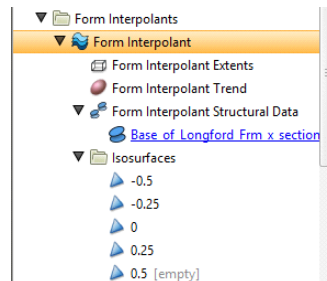 Form Interpolants
Form Interpolant
Form Interpolant Extents
Form Interpolant Trend
Form Interpolant Structural Data
Base of Longford Frm x section
Isosurfaces
-0.5
-0.25
0
0.25
0.5 [empty]